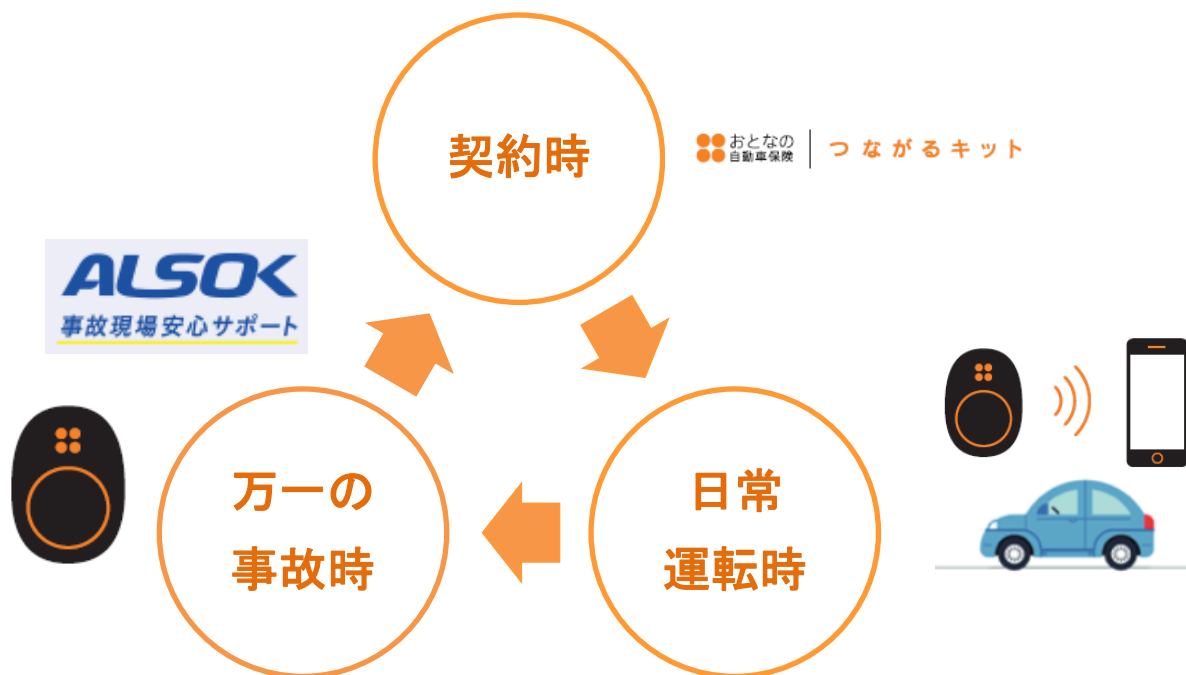 契約時
おとなの
自動車保険
つながるキット
ALSOK
事故現場安心サポート
万一の
事故時
日常
運転時